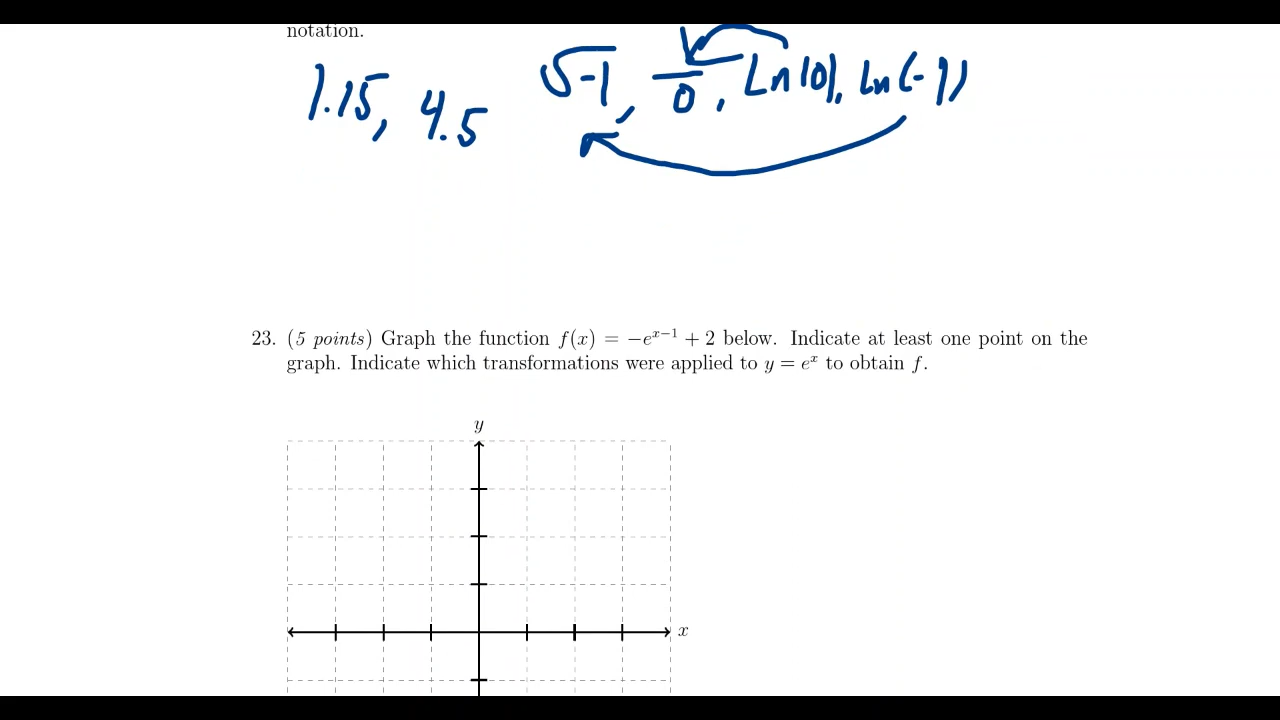 notation.
1.15, 4.5 √-1, 1/0, Ln(0), Ln(-1)
23. (5 points) Graph the function f(x) = −e^{x−1} + 2 below. Indicate at least one point on the
graph. Indicate which transformations were applied to y = e^x to obtain f.
y
x